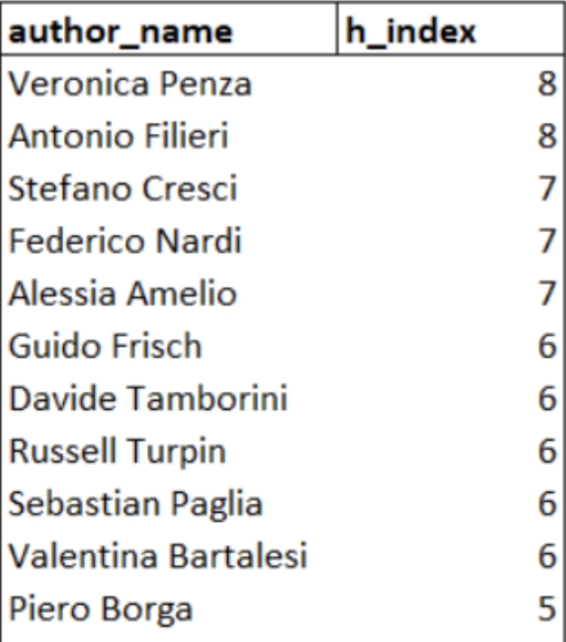 author_name h_index
Veronica Penza 8
Antonio Filieri 8
Stefano Cresci 7
Federico Nardi 7
Alessia Amelio 7
Guido Frisch 6
Davide Tamborini 6
Russell Turpin 6
Sebastian Paglia 6
Valentina Bartalesi 6
Piero Borga 5